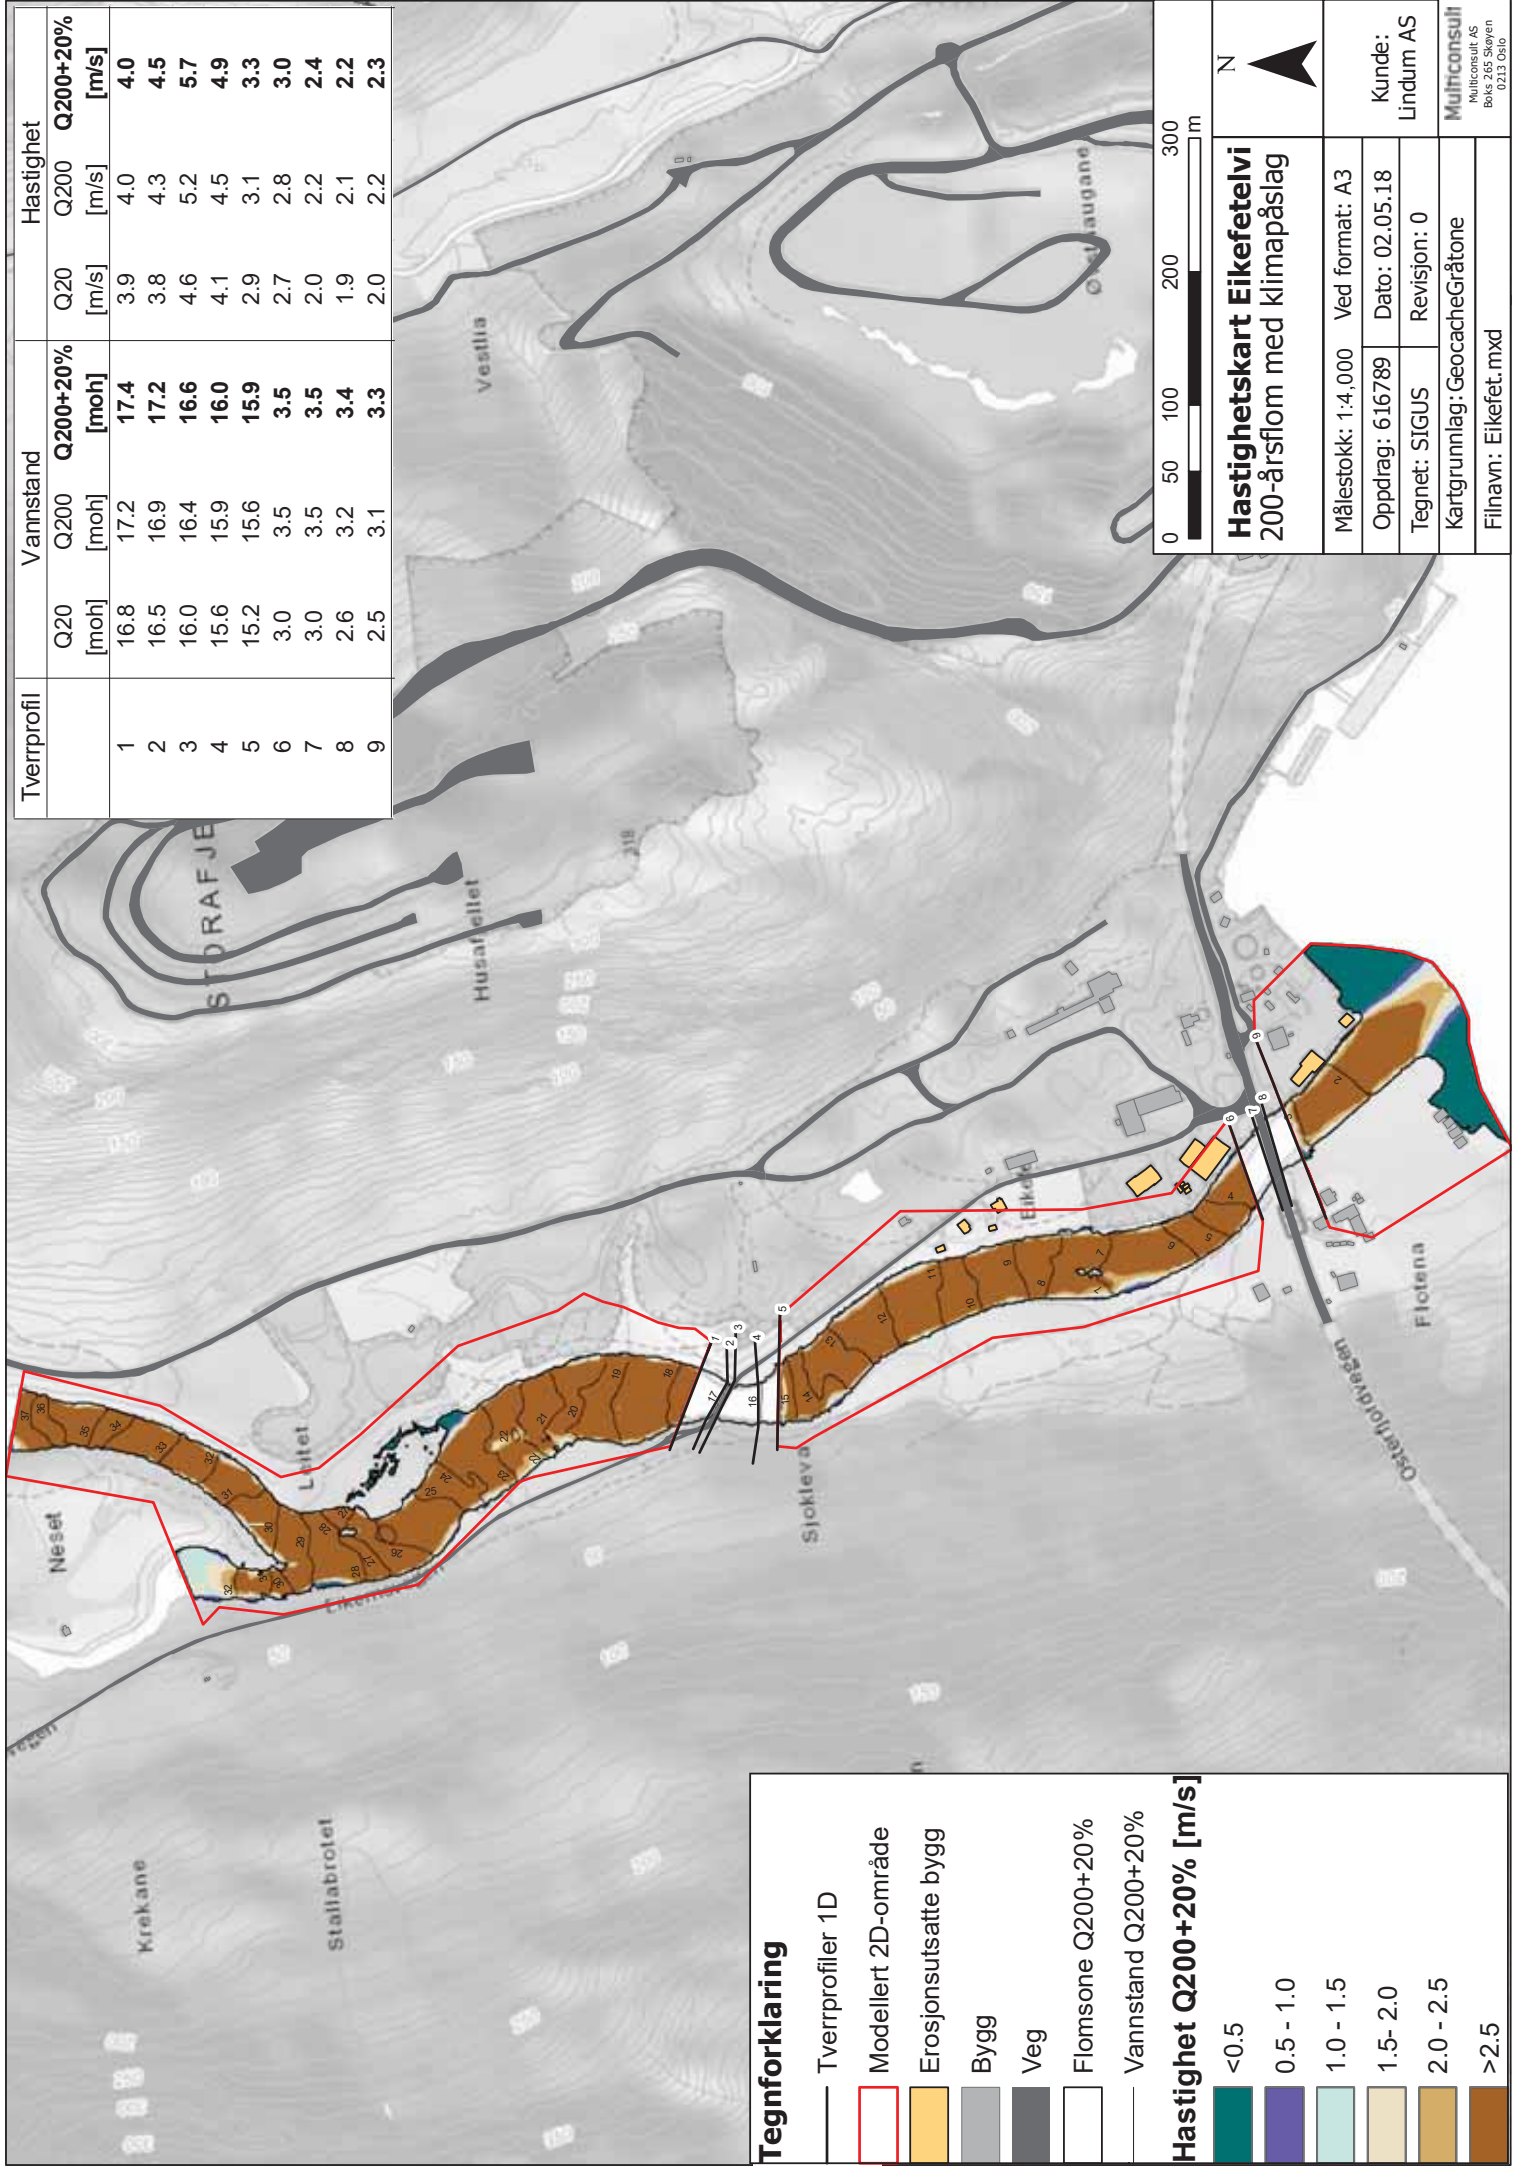 Tverrprofil Vannstand Hastighet
Q20 Q200 Q200+20% Q20 Q200 Q200+20%
[moh] [moh] [moh] [m/s] [m/s] [m/s]
1 16.8 17.2 17.4 3.9 4.0 4.0
2 16.5 16.9 17.2 3.8 4.3 4.5
3 16.0 16.4 16.6 4.6 5.2 5.7
4 15.6 15.9 16.0 4.1 4.5 4.9
5 15.2 15.6 15.9 2.9 3.1 3.3
6 3.0 3.5 3.5 2.7 2.8 3.0
7 3.0 3.5 3.5 2.0 2.2 2.4
8 2.6 3.2 3.4 1.9 2.1 2.2
9 2.5 3.1 3.3 2.0 2.2 2.3
Krekane
Stallabrotet
Neset
Leitet
STORAFJE
Husafjellet
318
Vestlia
Sjokleva
Eikefe
Flotena
Osterfjordvegen
Tegnforklaring
Tverrprofiler 1D
Modellert 2D-område
Erosjonsutsatte bygg
Bygg
Veg
Flomsone Q200+20%
Vannstand Q200+20%
Hastighet Q200+20% [m/s]
<0.5
0.5 - 1.0
1.0 - 1.5
1.5- 2.0
2.0 - 2.5
>2.5
0 50 100 200 300
m
Hastighetskart Eikefetelvi
200-årsflom med klimapåslag
N
Målestokk: 1:4,000 Ved format: A3
Oppdrag: 616789 Dato: 02.05.18
Tegnet: SIGUS Revisjon: 0
Kartgrunnlag:GeocacheGråtone
Filnavn: Eikefet.mxd
Kunde:
Lindum AS
Multiconsult
Multiconsult AS
Boks 265 Skøyen
0213 Oslo